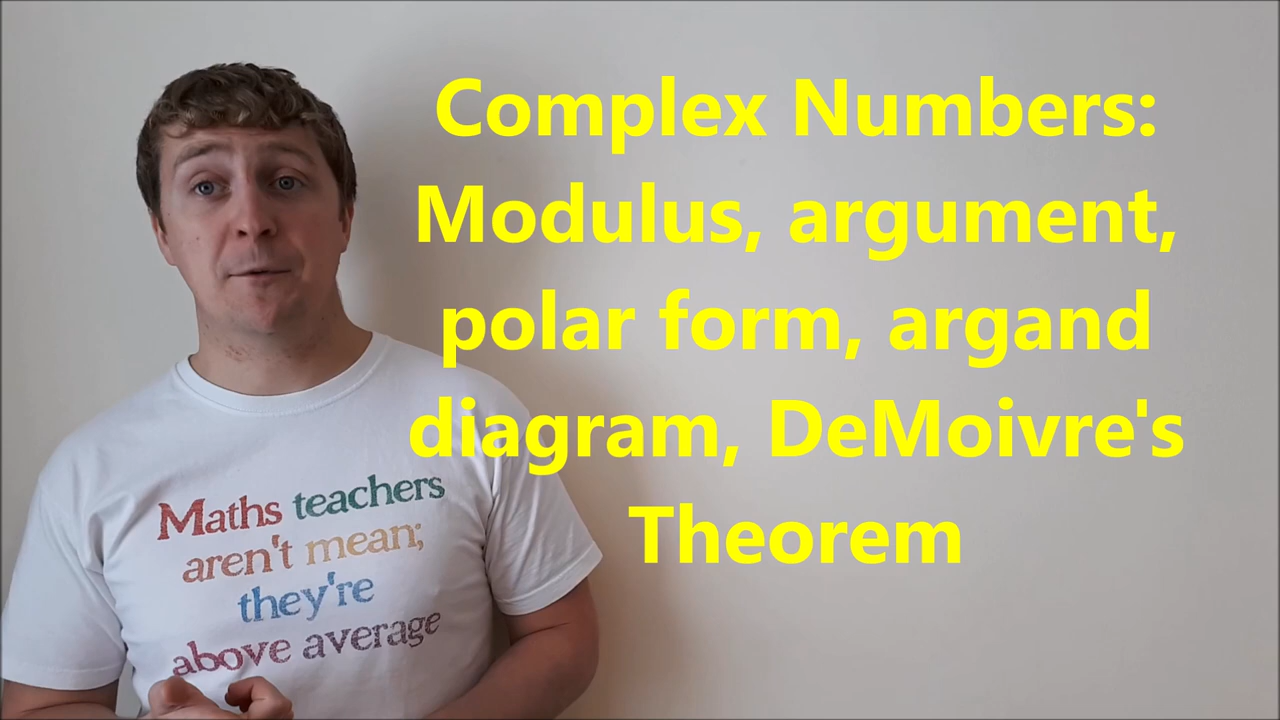 Complex Numbers:
Modulus, argument,
polar form, argand
diagram, DeMoivre's
Theorem
Maths teachers
aren't mean;
they're
above average